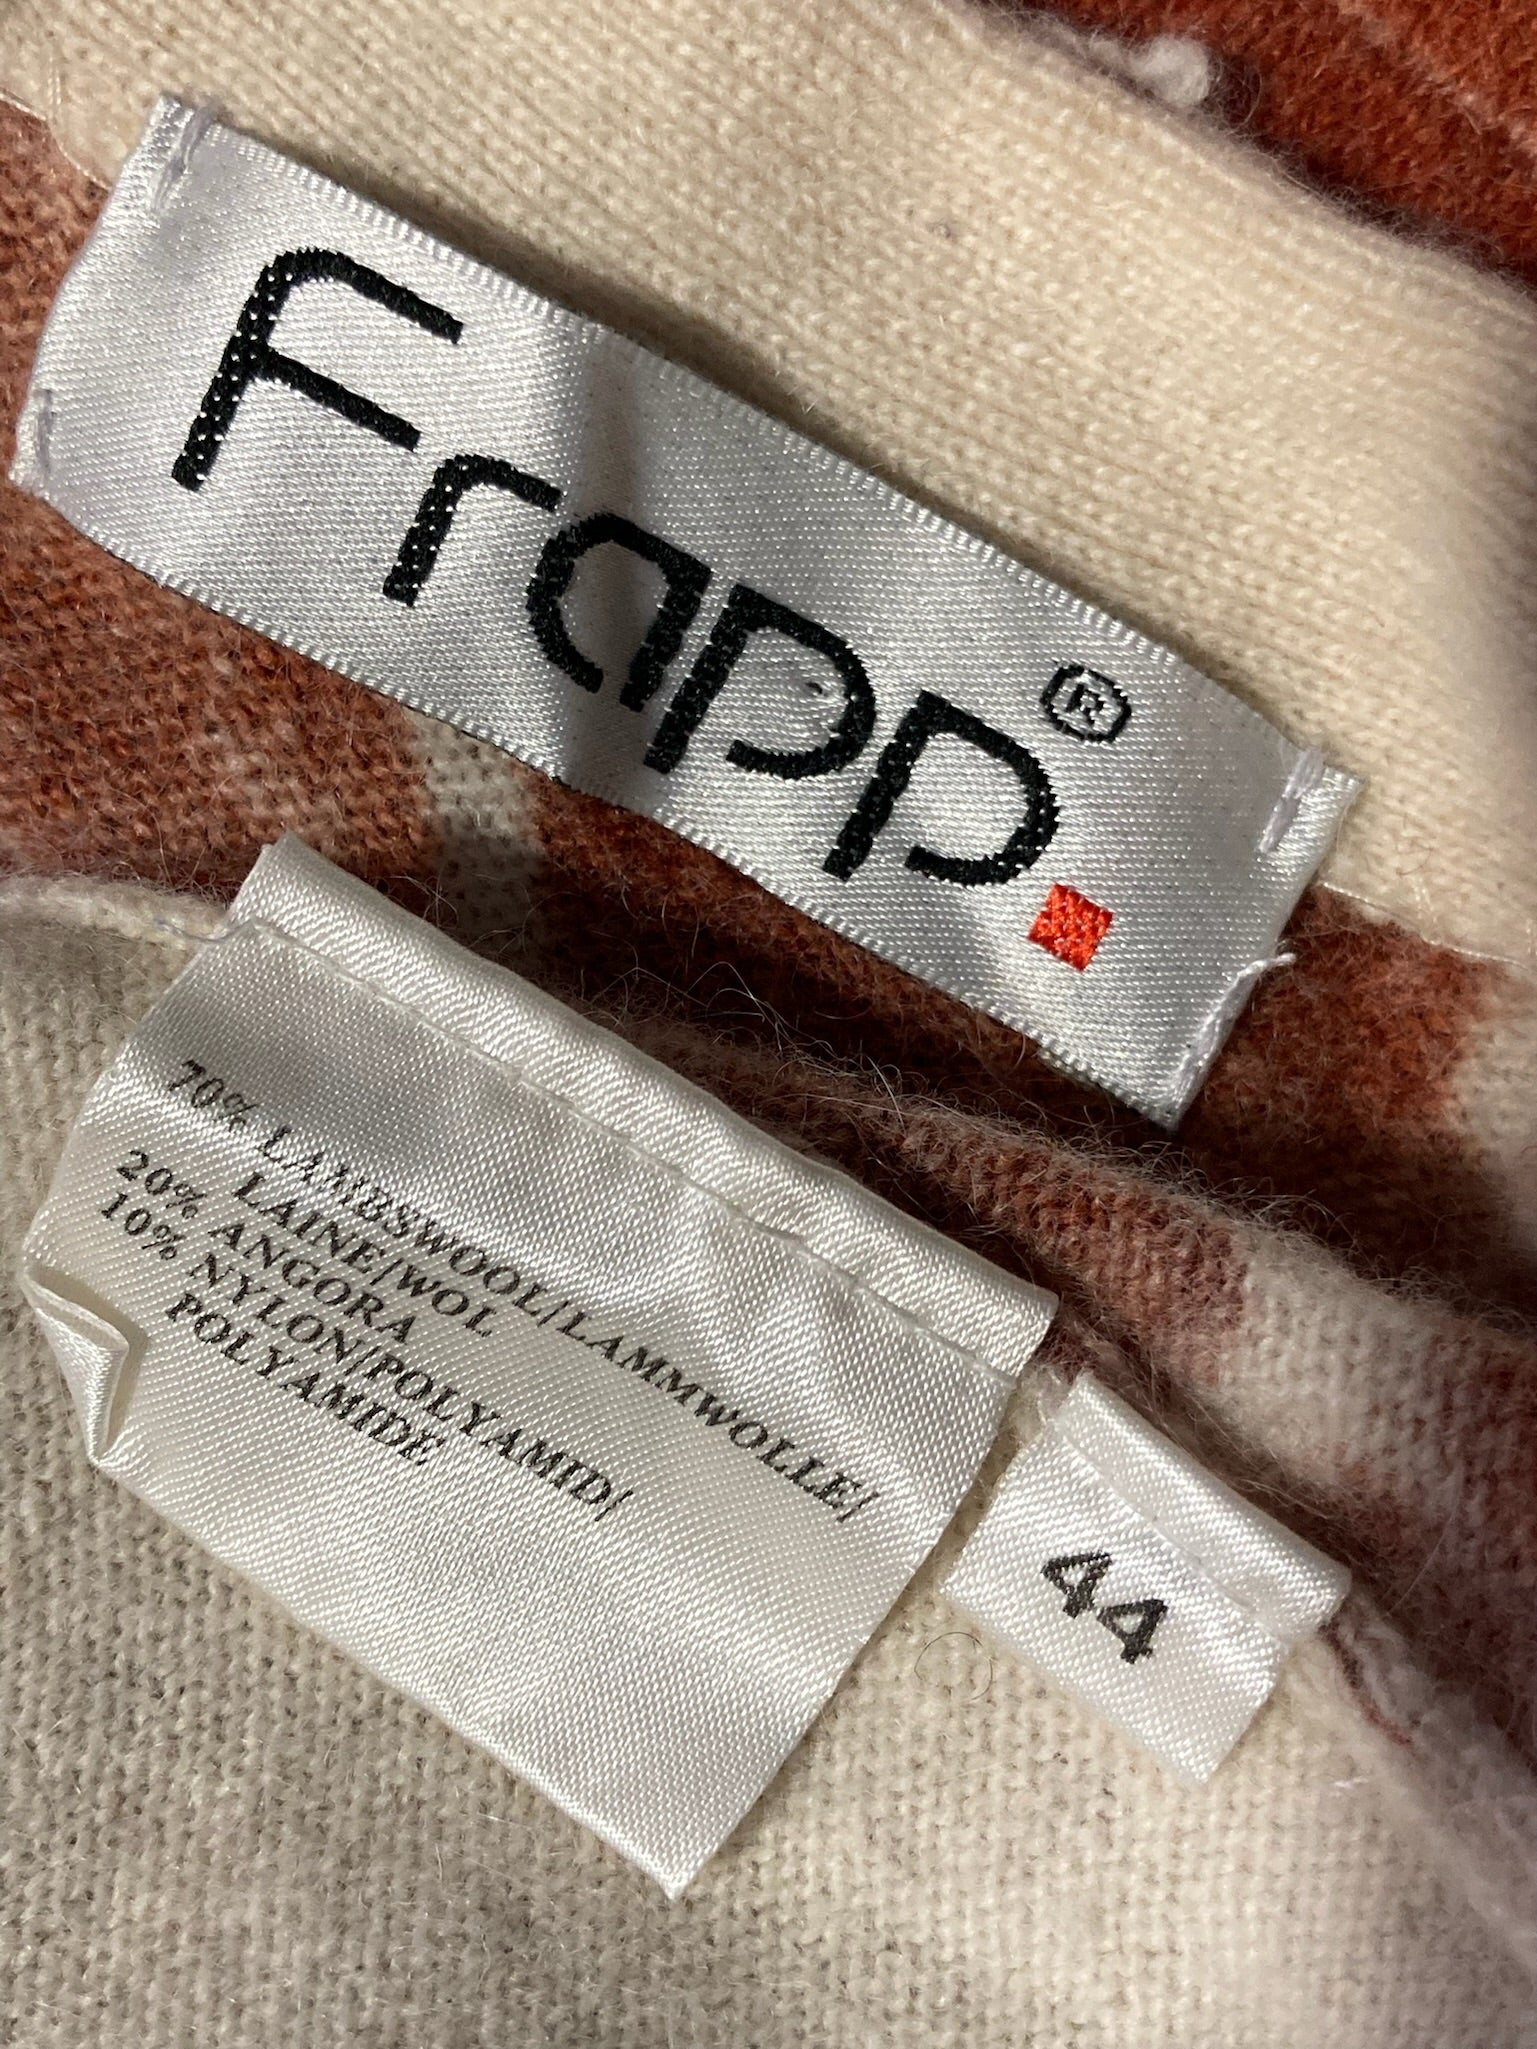 Frapp.®
70% LAMBSWOOL/LAMMWOLLE/
LAINE/WOL
20% ANGORA
10% NYLON/POLYAMID/
POLYAMIDE
44